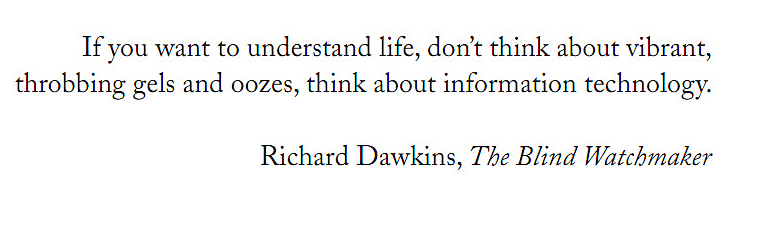 If you want to understand life, don’t think about vibrant,
throbbing gels and oozes, think about information technology.
Richard Dawkins, The Blind Watchmaker